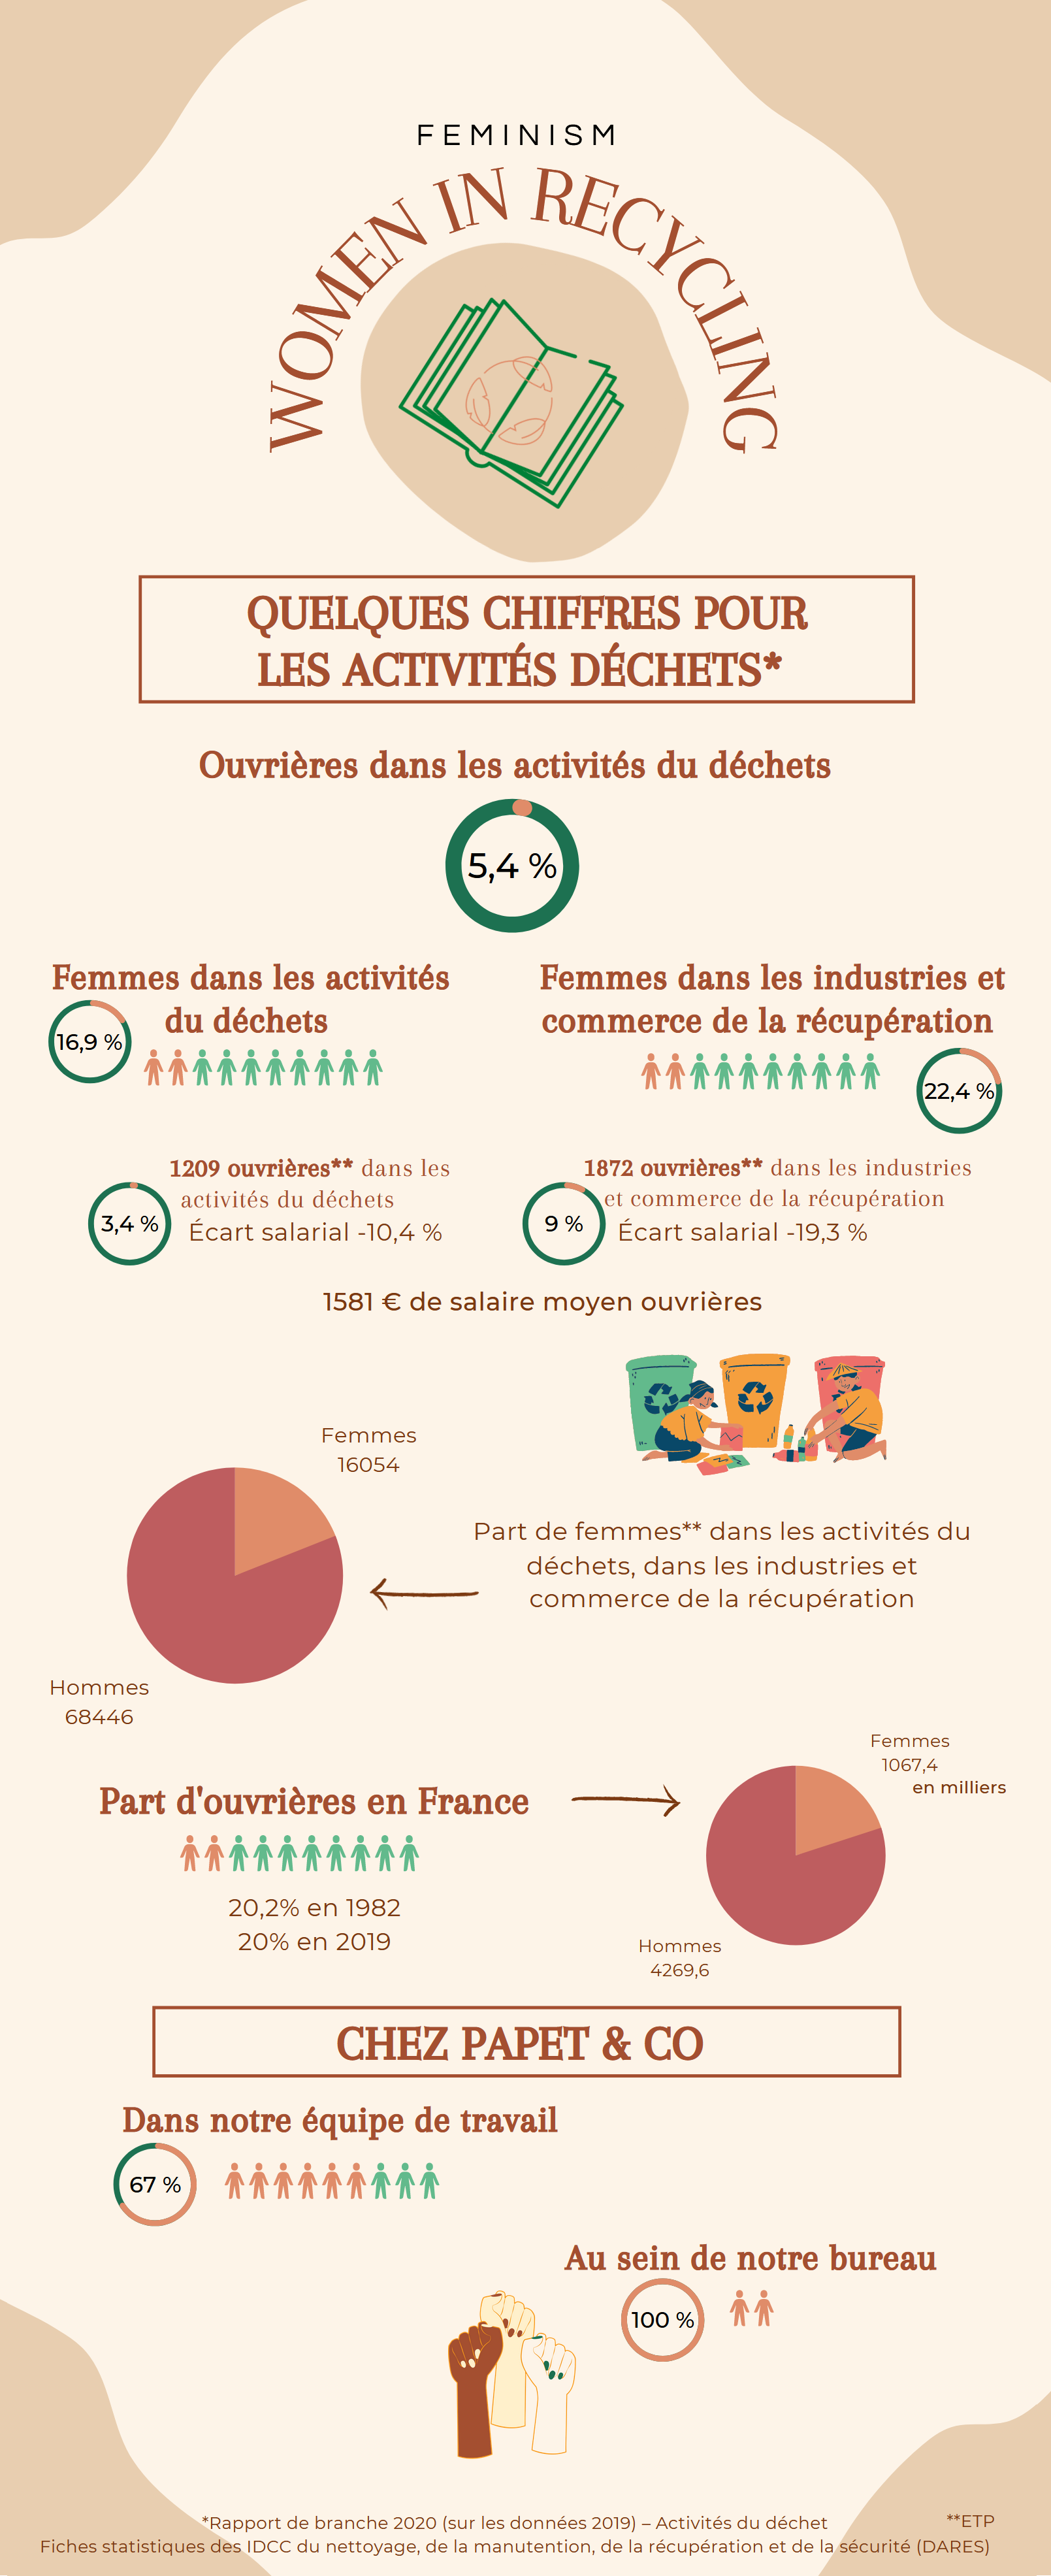 FEMINISM
WOMEN IN RECYCLING
QUELQUES CHIFFRES POUR
LES ACTIVITÉS DÉCHETS*
Ouvrières dans les activités du déchets
5,4 %
Femmes dans les activités
du déchets
16,9 %
Femmes dans les industries et
commerce de la récupération
22,4 %
1209 ouvrières** dans les
activités du déchets
3,4 %
Écart salarial -10,4 %
1872 ouvrières** dans les industries
et commerce de la récupération
9 %
Écart salarial -19,3 %
1581 € de salaire moyen ouvrières
Femmes
16054
Part de femmes** dans les activités du
déchets, dans les industries et
commerce de la récupération
Hommes
68446
Femmes
1067,4
en milliers
Part d'ouvrières en France
20,2% en 1982
20% en 2019
Hommes
4269,6
CHEZ PAPET & CO
Dans notre équipe de travail
67 %
Au sein de notre bureau
100 %
*Rapport de branche 2020 (sur les données 2019) – Activités du déchet
**ETP
Fiches statistiques des IDCC du nettoyage, de la manutention, de la récupération et de la sécurité (DARES)